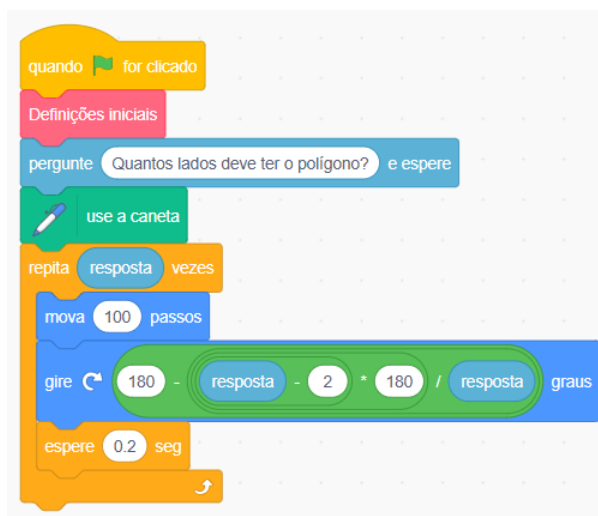 quando for clicado
Definições iniciais
pergunte Quantos lados deve ter o polígono? e espere
use a caneta
repita resposta vezes
mova 100 passos
gire 180 - resposta - 2 * 180 / resposta graus
espere 0.2 seg